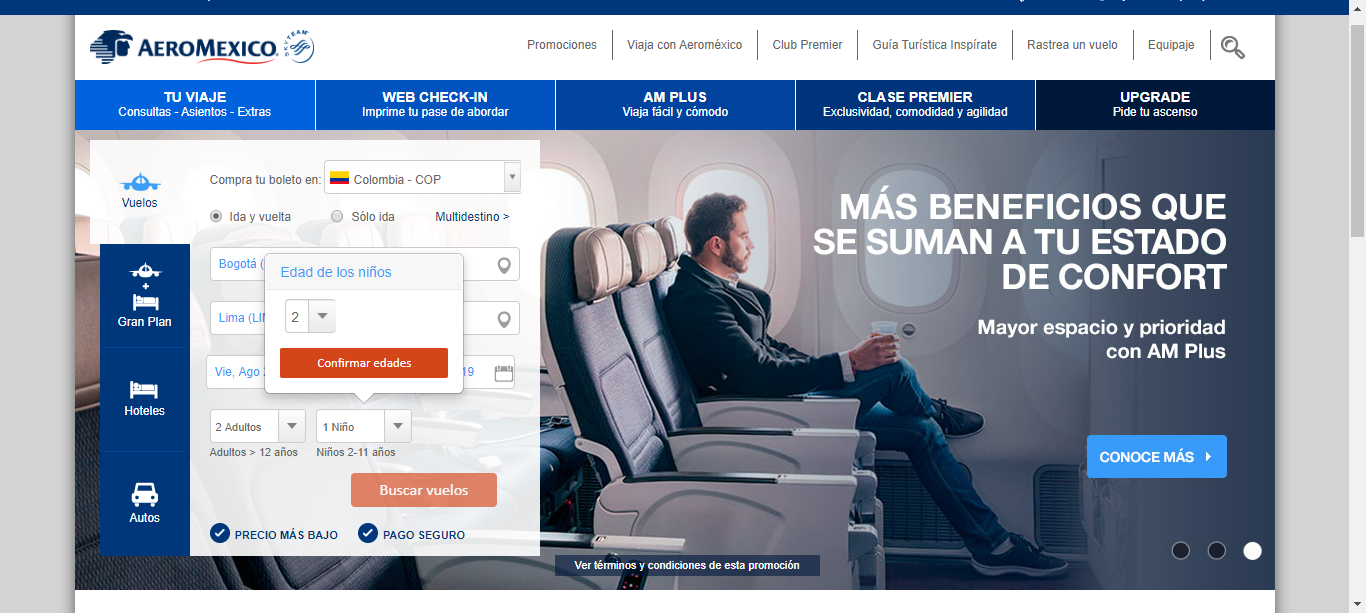 AEROMEXICO.
SKYTEAM
Promociones
Viaja con Aeroméxico
Club Premier
Guía Turística Inspírate
Rastrea un vuelo
Equipaje
TU VIAJE
Consultas - Asientos - Extras
WEB CHECK-IN
Imprime tu pase de abordar
AM PLUS
Viaja fácil y cómodo
CLASE PREMIER
Exclusividad, comodidad y agilidad
UPGRADE
Pide tu ascenso
Vuelos
+
Gran Plan
Hoteles
Autos
Compra tu boleto en:
Colombia - COP
Ida y vuelta
Sólo ida
Multidestino >
Bogotá (
Edad de los niños
Lima (LI
2
Confirmar edades
Vie, Ago
19
2 Adultos
1 Niño
Adultos > 12 años
Niños 2-11 años
Buscar vuelos
PRECIO MÁS BAJO
PAGO SEGURO
MÁS BENEFICIOS QUE
SE SUMAN A TU ESTADO
DE CONFORT
Mayor espacio y prioridad
con AM Plus
CONOCE MÁS
Ver términos y condiciones de esta promoción